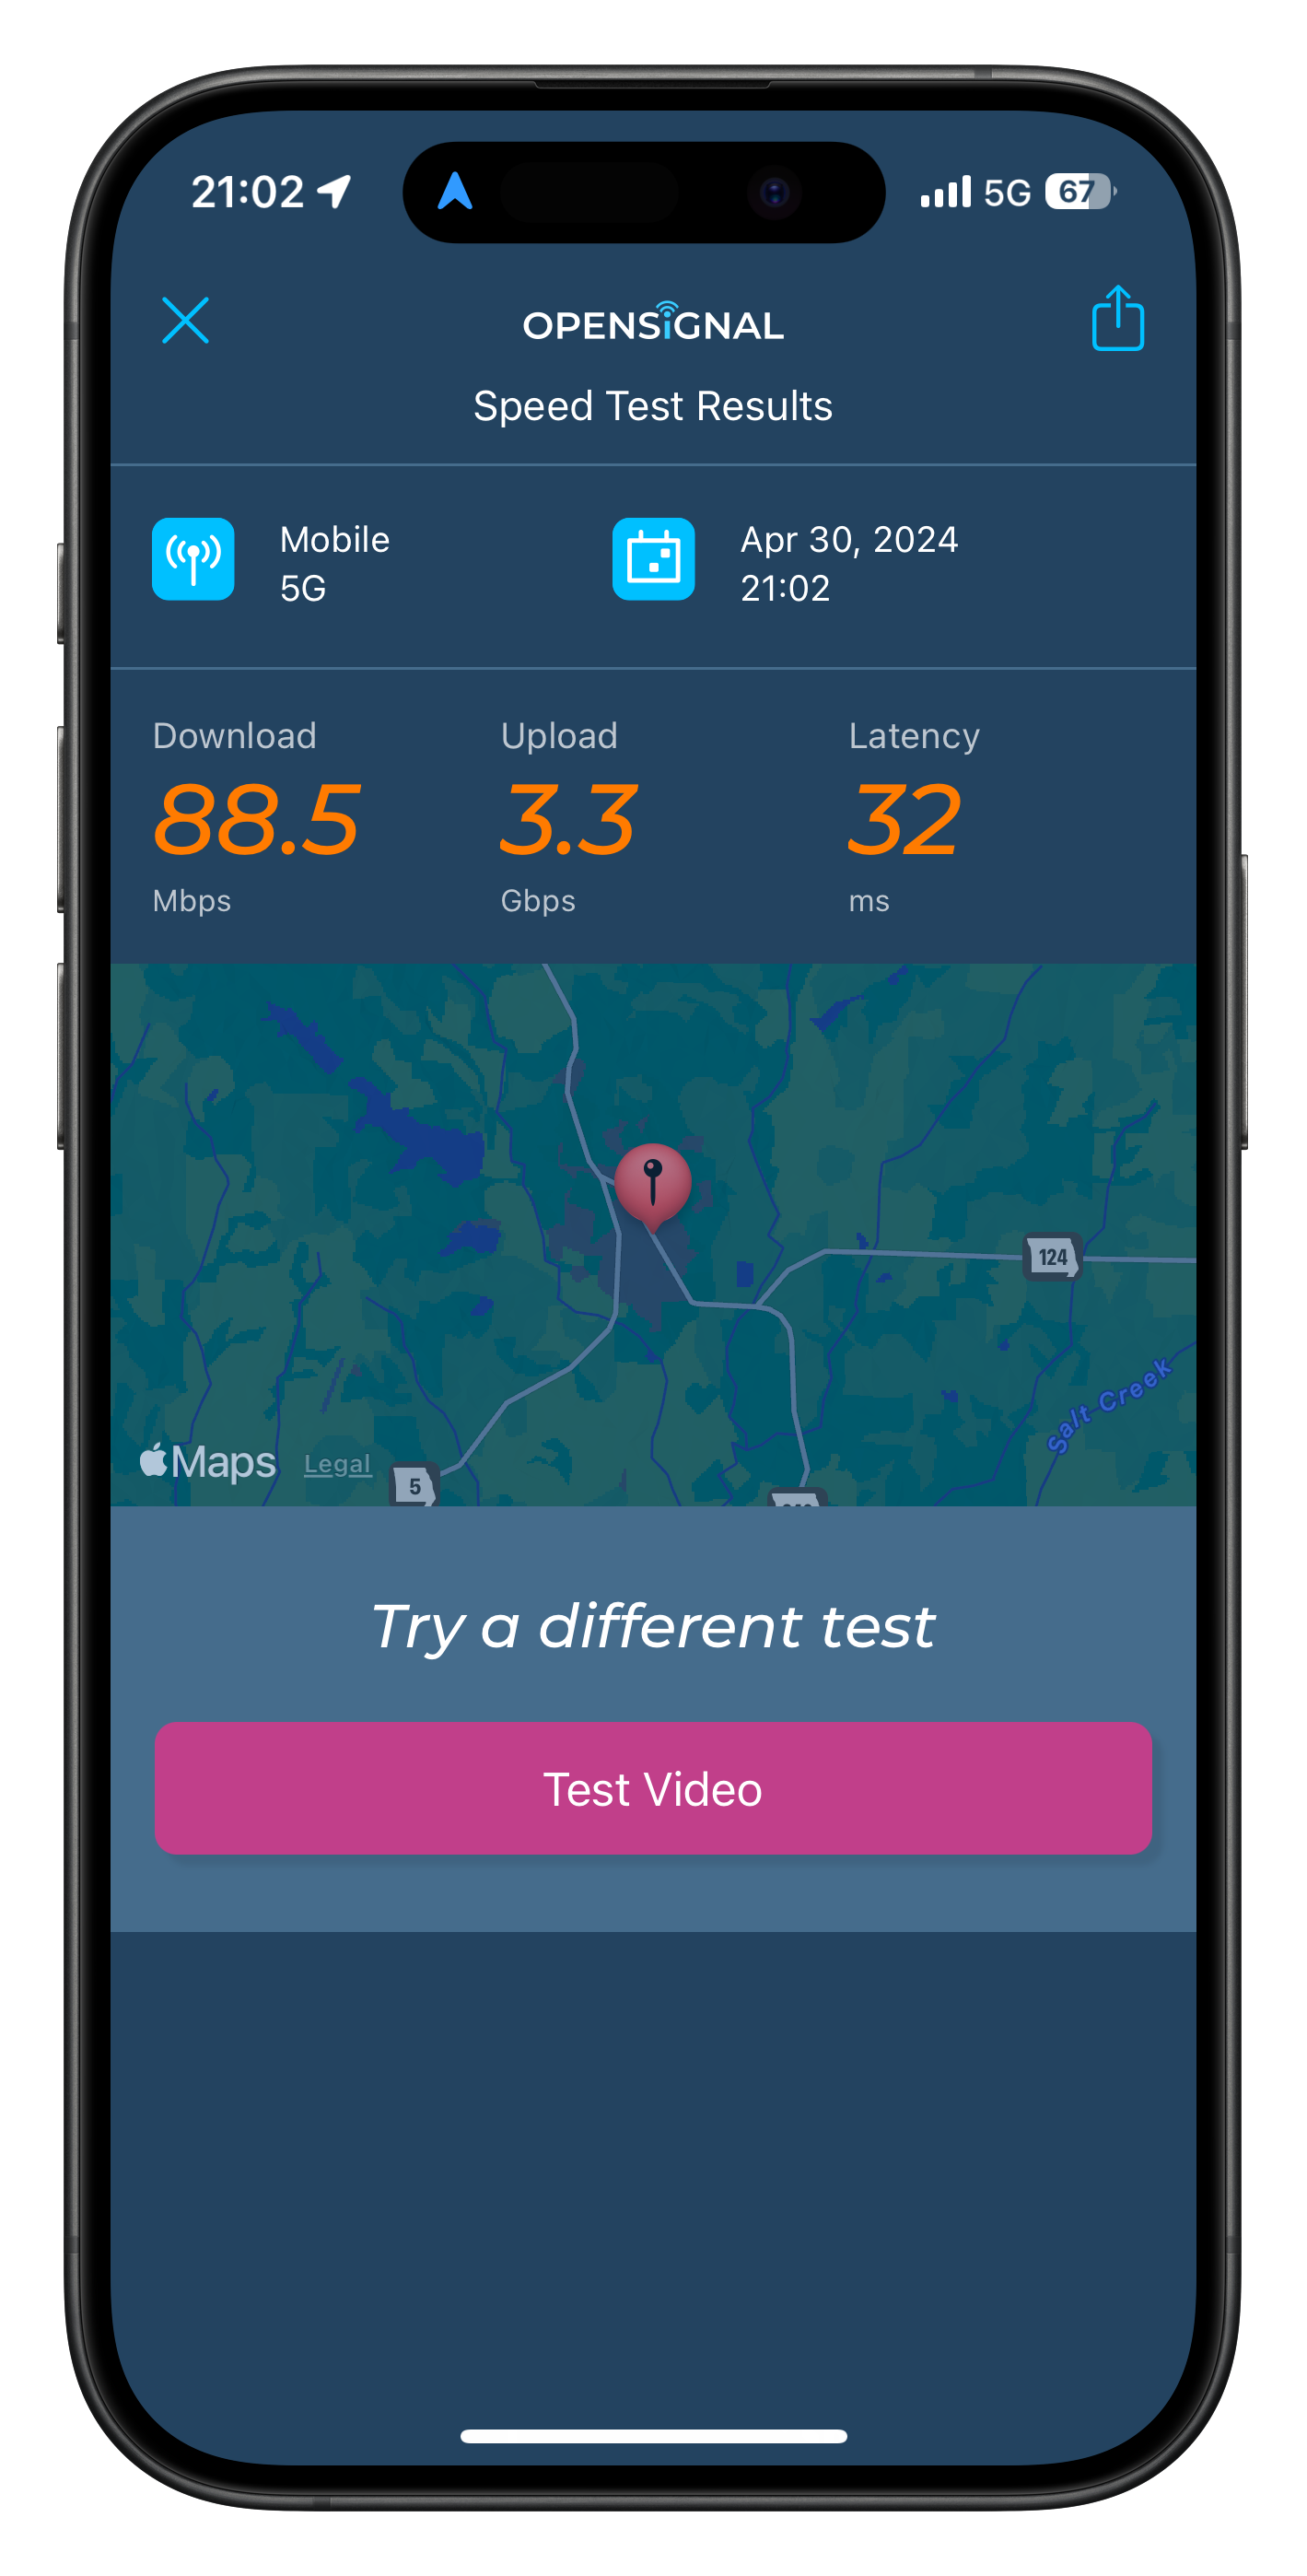 21:02
5G 67
OPENSIGNAL
Speed Test Results
Mobile
5G
Apr 30, 2024
21:02
Download
88.5
Mbps
Upload
3.3
Gbps
Latency
32
ms
124
Salt Creek
Maps Legal
5
Try a different test
Test Video